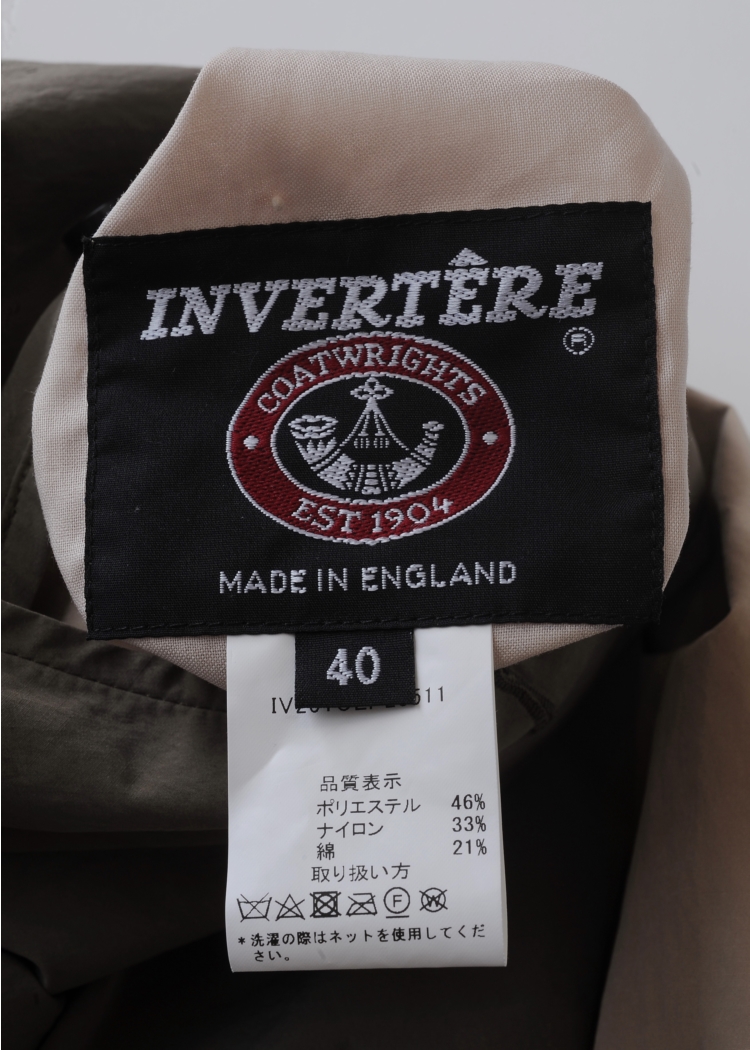 INVERTÊRE
®
COATWRIGHTS
EST 1904
MADE IN ENGLAND
40
品質表示
ポリエステル 46%
ナイロン 33%
綿 21%
取り扱い方
F W
*洗濯の際はネットを使用してくだ
さい。